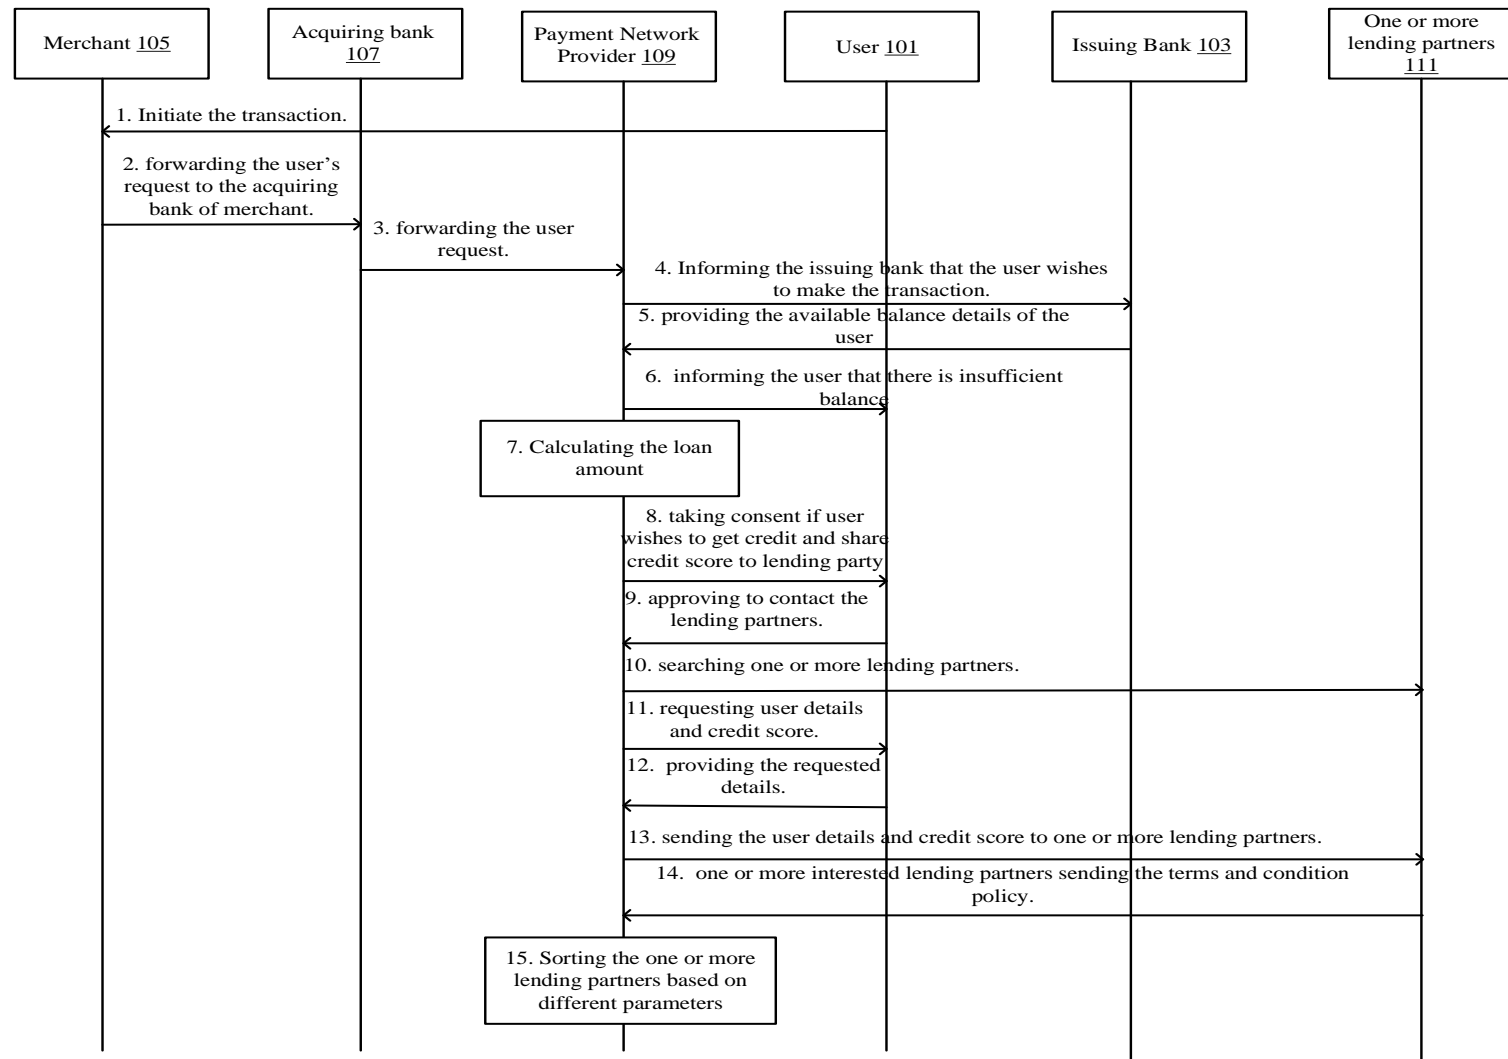 Merchant 105
Acquiring bank
107
Payment Network
Provider 109
User 101
Issuing Bank 103
One or more
lending partners
111
1. Initiate the transaction.
2. forwarding the user’s
request to the acquiring
bank of merchant.
3. forwarding the user
request.
4. Informing the issuing bank that the user wishes
to make the transaction.
5. providing the available balance details of the
user
6. informing the user that there is insufficient
balance
7. Calculating the loan
amount
8. taking consent if user
wishes to get credit and share
credit score to lending party
9. approving to contact the
lending partners.
10. searching one or more lending partners.
11. requesting user details
and credit score.
12. providing the requested
details.
13. sending the user details and credit score to one or more lending partners.
14. one or more interested lending partners sending the terms and condition
policy.
15. Sorting the one or more
lending partners based on
different parameters